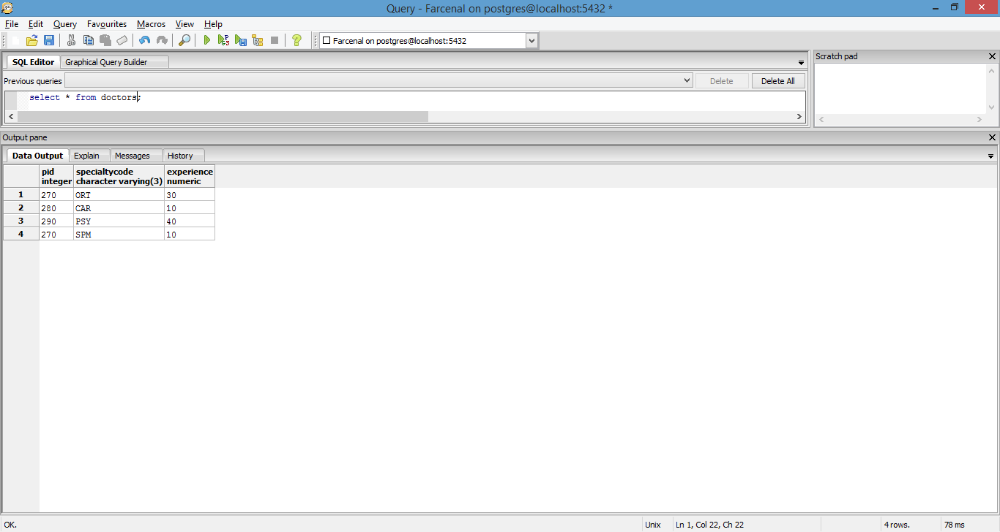 Query - Farcenal on postgres@localhost:5432 *
File Edit Query Favourites Macros View Help
Farcenal on postgres@localhost:5432
SQL Editor Graphical Query Builder
Scratch pad
Previous queries Delete Delete All
select * from doctors;
Output pane
Data Output Explain Messages History
pid specialtycode experience
integer character varying(3) numeric
1 270 ORT 30
2 280 CAR 10
3 290 PSY 40
4 270 SPM 10
OK. Unix Ln 1, Col 22, Ch 22 4 rows. 78 ms